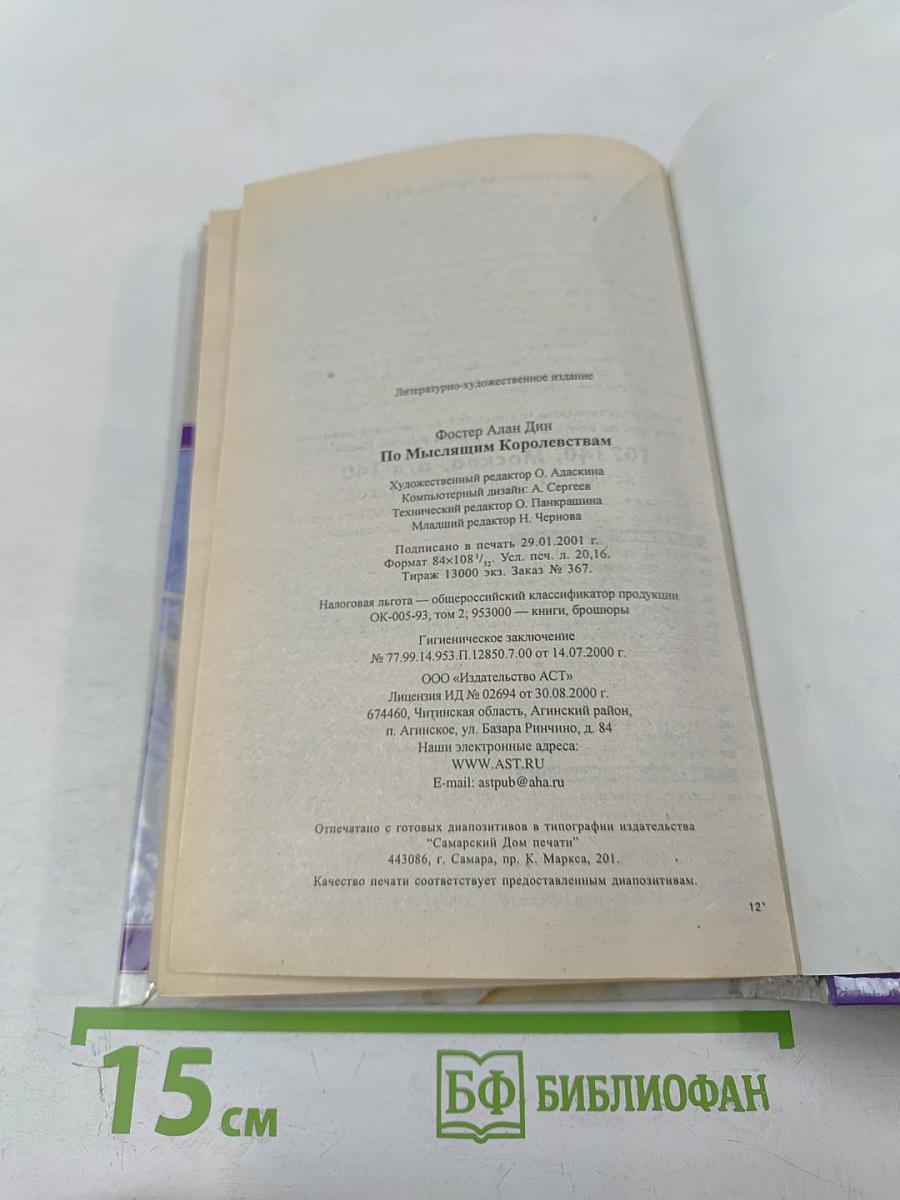 Литературно-художественное издание
Фостер Алан Дин
По Мыслящим Королевствам
Художественный редактор О. Адаскина
Компьютерный дизайн: А. Сергеев
Технический редактор О. Панкрашина
Младший редактор Н. Чернова
Подписано в печать 29.01.2001 г.
Формат 84×108 1/32. Усл. печ. л. 20,16.
Тираж 13000 экз. Заказ № 367.
Налоговая льгота — общероссийский классификатор продукции
ОК-005-93, том 2; 953000 — книги, брошюры
Гигиеническое заключение
№ 77.99.14.953.П.12850.7.00 от 14.07.2000 г.
ООО «Издательство АСТ»
Лицензия ИД № 02694 от 30.08.2000 г.
674460, Читинская область, Агинский район,
п. Агинское, ул. Базара Ринчино, д. 84
Наши электронные адреса:
WWW.AST.RU
E-mail: astpub@aha.ru
Отпечатано с готовых диапозитивов в типографии издательства
"Самарский Дом печати"
443086, г. Самара, пр. К. Маркса, 201.
Качество печати соответствует предоставленным диапозитивам.
12*
15 см
БФ БИБЛИОФАН